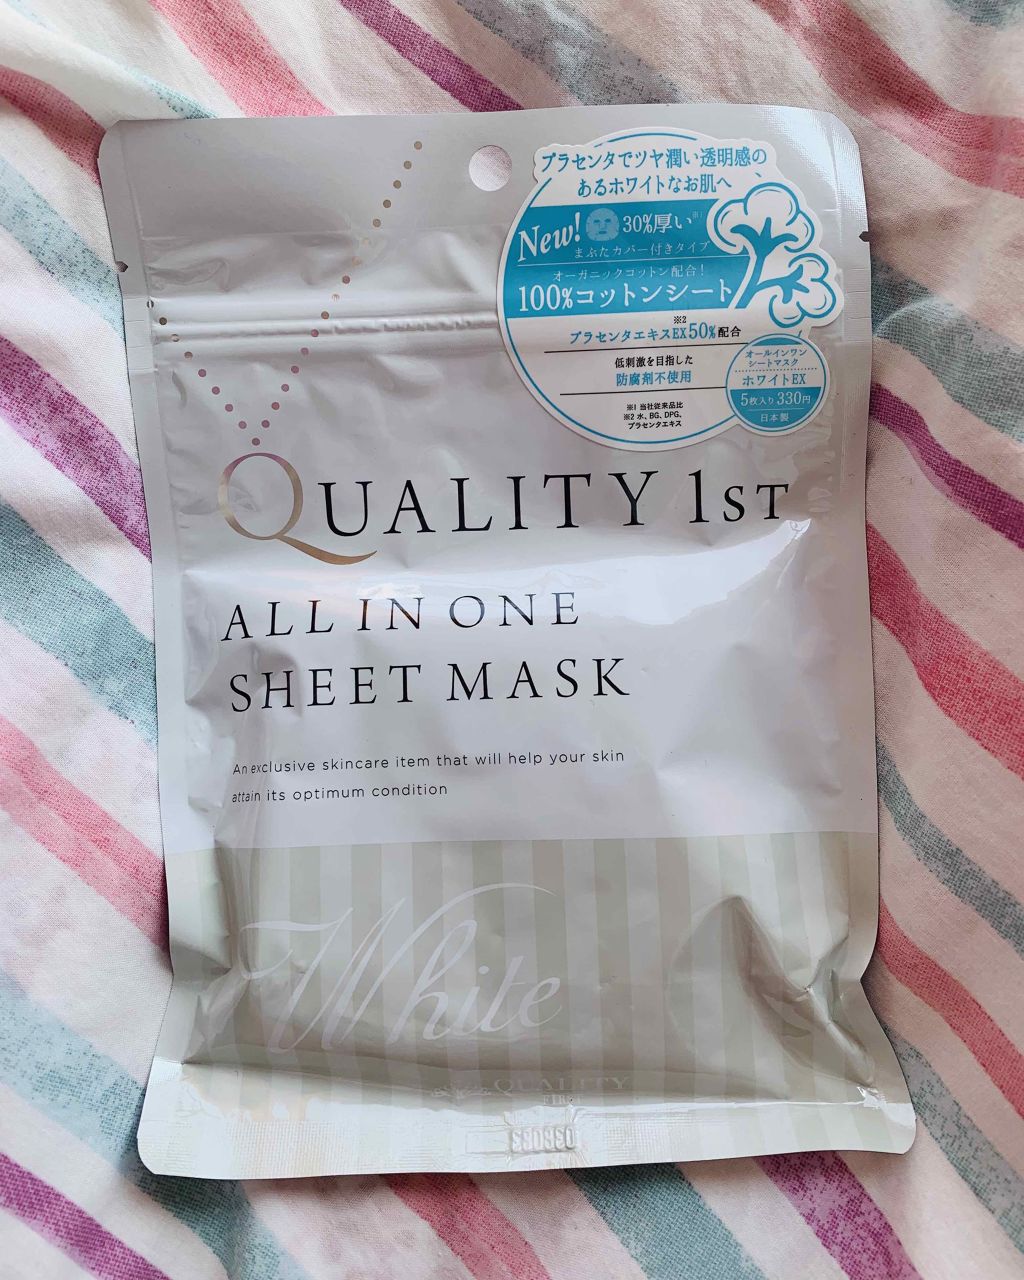 プラセンタでツヤ潤い透明感の
あるホワイトなお肌へ
New! 30%厚い※1
まぶたカバー付きタイプ
オーガニックコットン配合！
100%コットンシート
※2
プラセンタエキスEX50%配合
低刺激を目指した
防腐剤不使用
※1 当社従来品比
※2 水、BG、DPG、
プラセンタエキス
オールインワン
シートマスク
ホワイトEX
5枚入り330円
日本製
QUALITY 1ST
ALL IN ONE
SHEET MASK
An exclusive skincare item that will help your skin
attain its optimum condition
White
QUALITY
FIRST